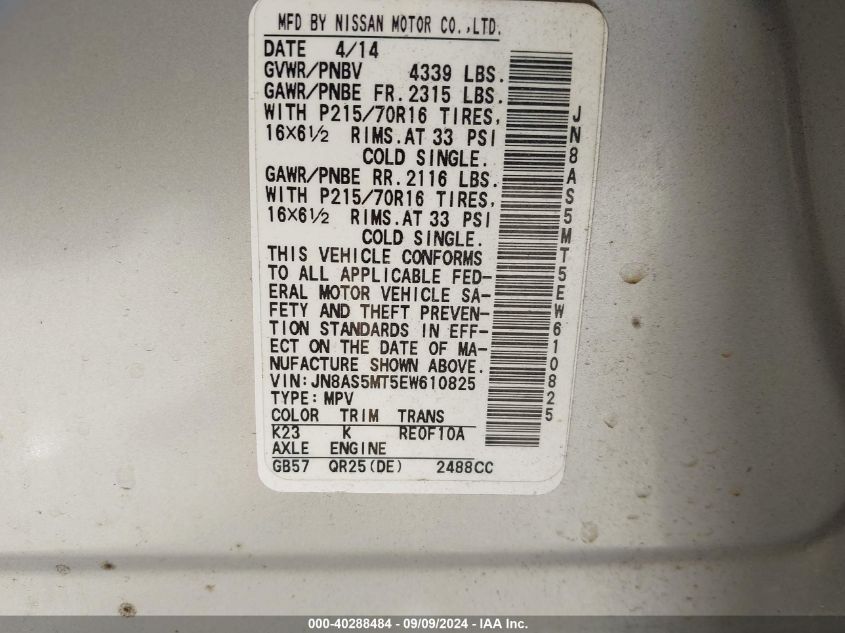 MFD BY NISSAN MOTOR CO.,LTD.
DATE 4/14
GVWR/PNBV 4339 LBS.
GAWR/PNBE FR.2315 LBS.
WITH P215/70R16 TIRES,
16X6½ RIMS.AT 33 PSI
COLD SINGLE.
GAWR/PNBE RR.2116 LBS.
WITH P215/70R16 TIRES,
16X6½ RIMS.AT 33 PSI
COLD SINGLE.
THIS VEHICLE CONFORMS
TO ALL APPLICABLE FED-
ERAL MOTOR VEHICLE SA-
FETY AND THEFT PREVEN-
TION STANDARDS IN EFF-
ECT ON THE DATE OF MA-
NUFACTURE SHOWN ABOVE.
VIN:JN8AS5MT5EW610825
TYPE:MPV
COLOR TRIM TRANS
K23 K RE0F10A
AXLE ENGINE
GB57 QR25(DE) 2488CC
JN8AS5MT5EW610825
000-40288484 - 09/09/2024 - IAA Inc.